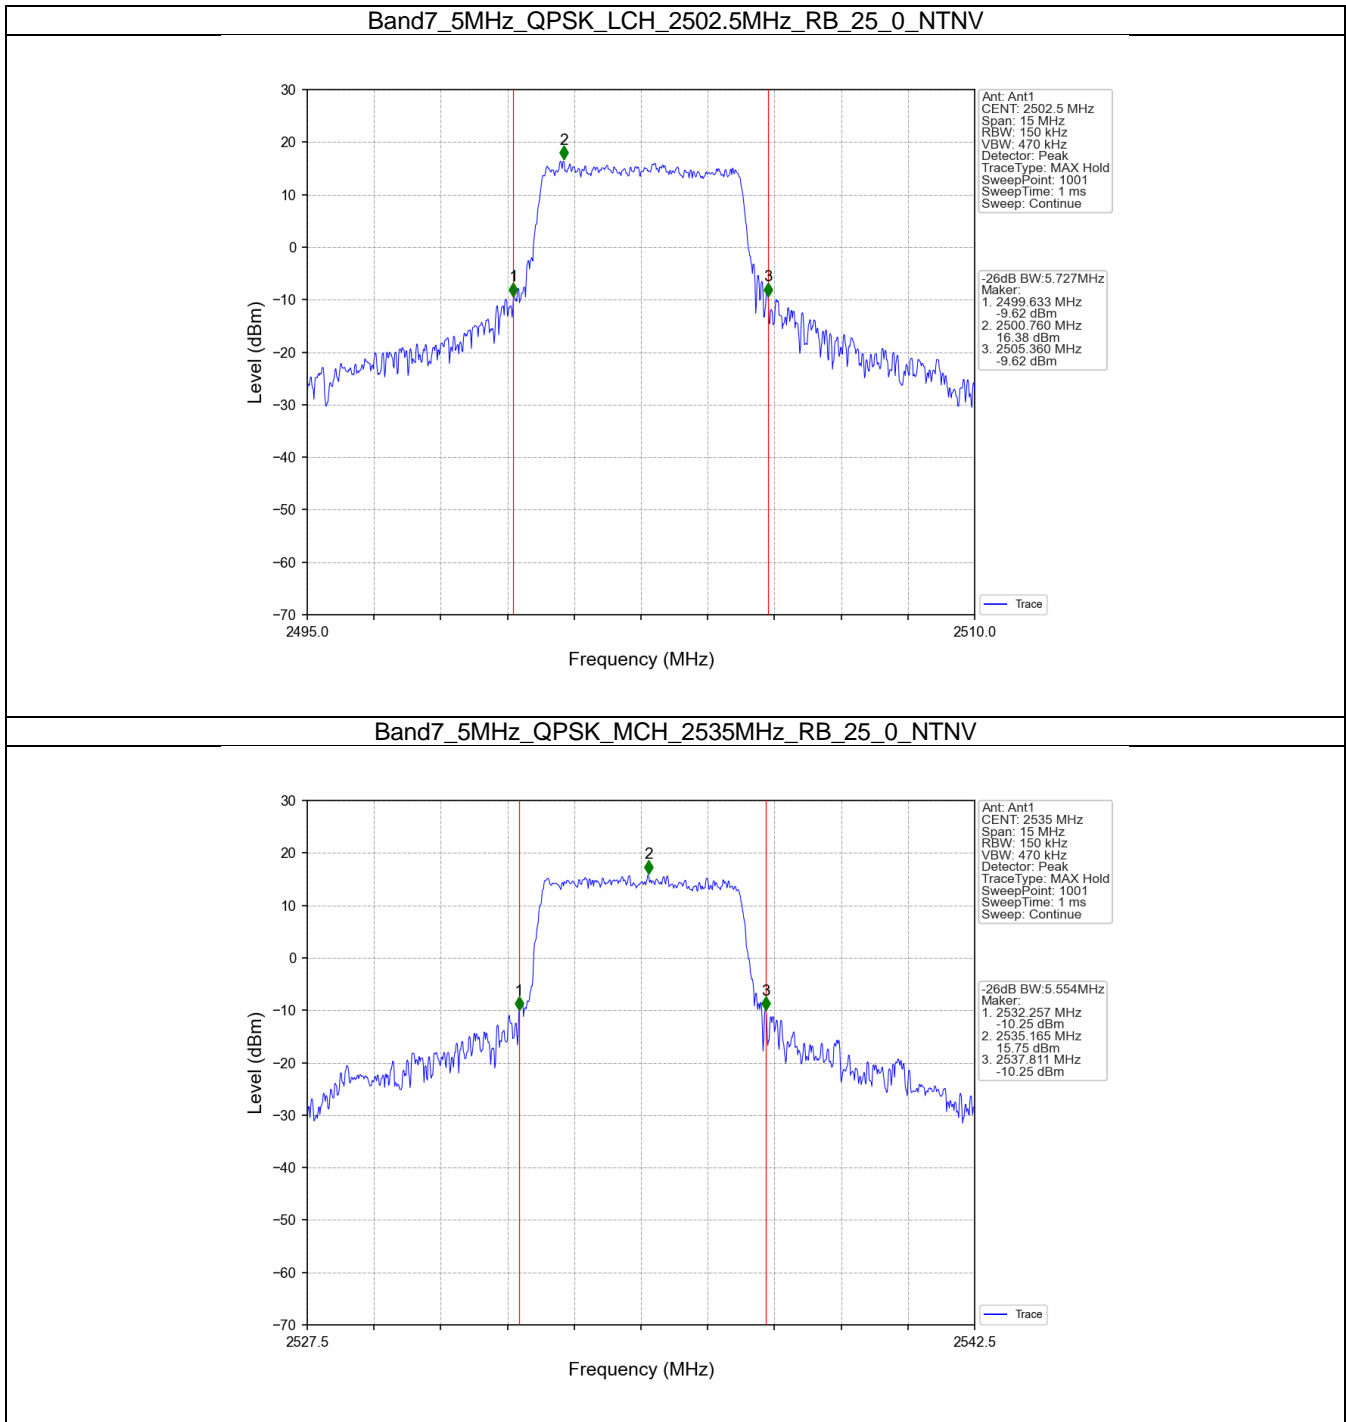 Band7_5MHz_QPSK_LCH_2502.5MHz_RB_25_0_NTNV
30
20
10
0
−10
−20
−30
−40
−50
−60
−70
Level (dBm)
1
2
3
2495.0
2510.0
Frequency (MHz)
Ant: Ant1
CENT: 2502.5 MHz
Span: 15 MHz
RBW: 150 kHz
VBW: 470 kHz
Detector: Peak
TraceType: MAX Hold
SweepPoint: 1001
SweepTime: 1 ms
Sweep: Continue
-26dB BW:5.727MHz
Maker:
1. 2499.633 MHz
-9.62 dBm
2. 2500.760 MHz
16.38 dBm
3. 2505.360 MHz
-9.62 dBm
Trace
Band7_5MHz_QPSK_MCH_2535MHz_RB_25_0_NTNV
30
20
10
0
−10
−20
−30
−40
−50
−60
−70
Level (dBm)
1
2
3
2527.5
2542.5
Frequency (MHz)
Ant: Ant1
CENT: 2535 MHz
Span: 15 MHz
RBW: 150 kHz
VBW: 470 kHz
Detector: Peak
TraceType: MAX Hold
SweepPoint: 1001
SweepTime: 1 ms
Sweep: Continue
-26dB BW:5.554MHz
Maker:
1. 2532.257 MHz
-10.25 dBm
2. 2535.165 MHz
15.75 dBm
3. 2537.811 MHz
-10.25 dBm
Trace